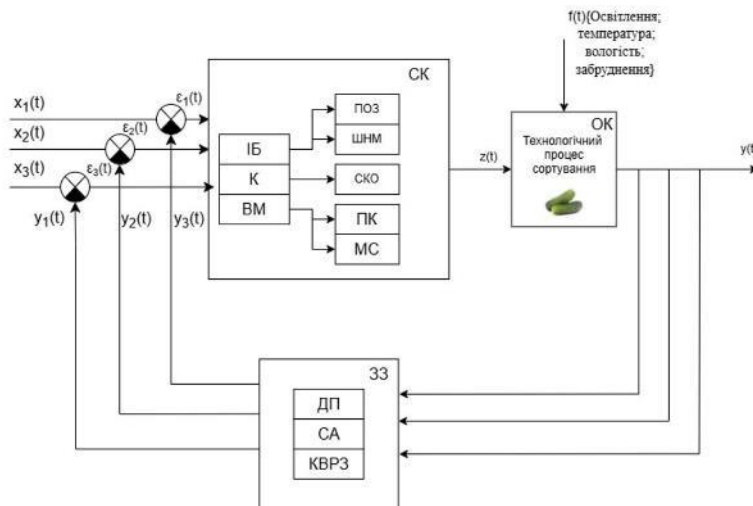 f(t){Освітлення;
температура;
вологість;
забруднення}
СК
ОК
x₁(t)
ε₁(t)
x₂(t)
ε₂(t)
x₃(t)
ε₃(t)
y₁(t)
y₂(t)
y₃(t)
ІБ
К
ВМ
ПОЗ
ШНМ
СКО
ПК
МС
z(t)
Технологічний
процес
сортування
y(t
ЗЗ
ДП
СА
КВРЗ